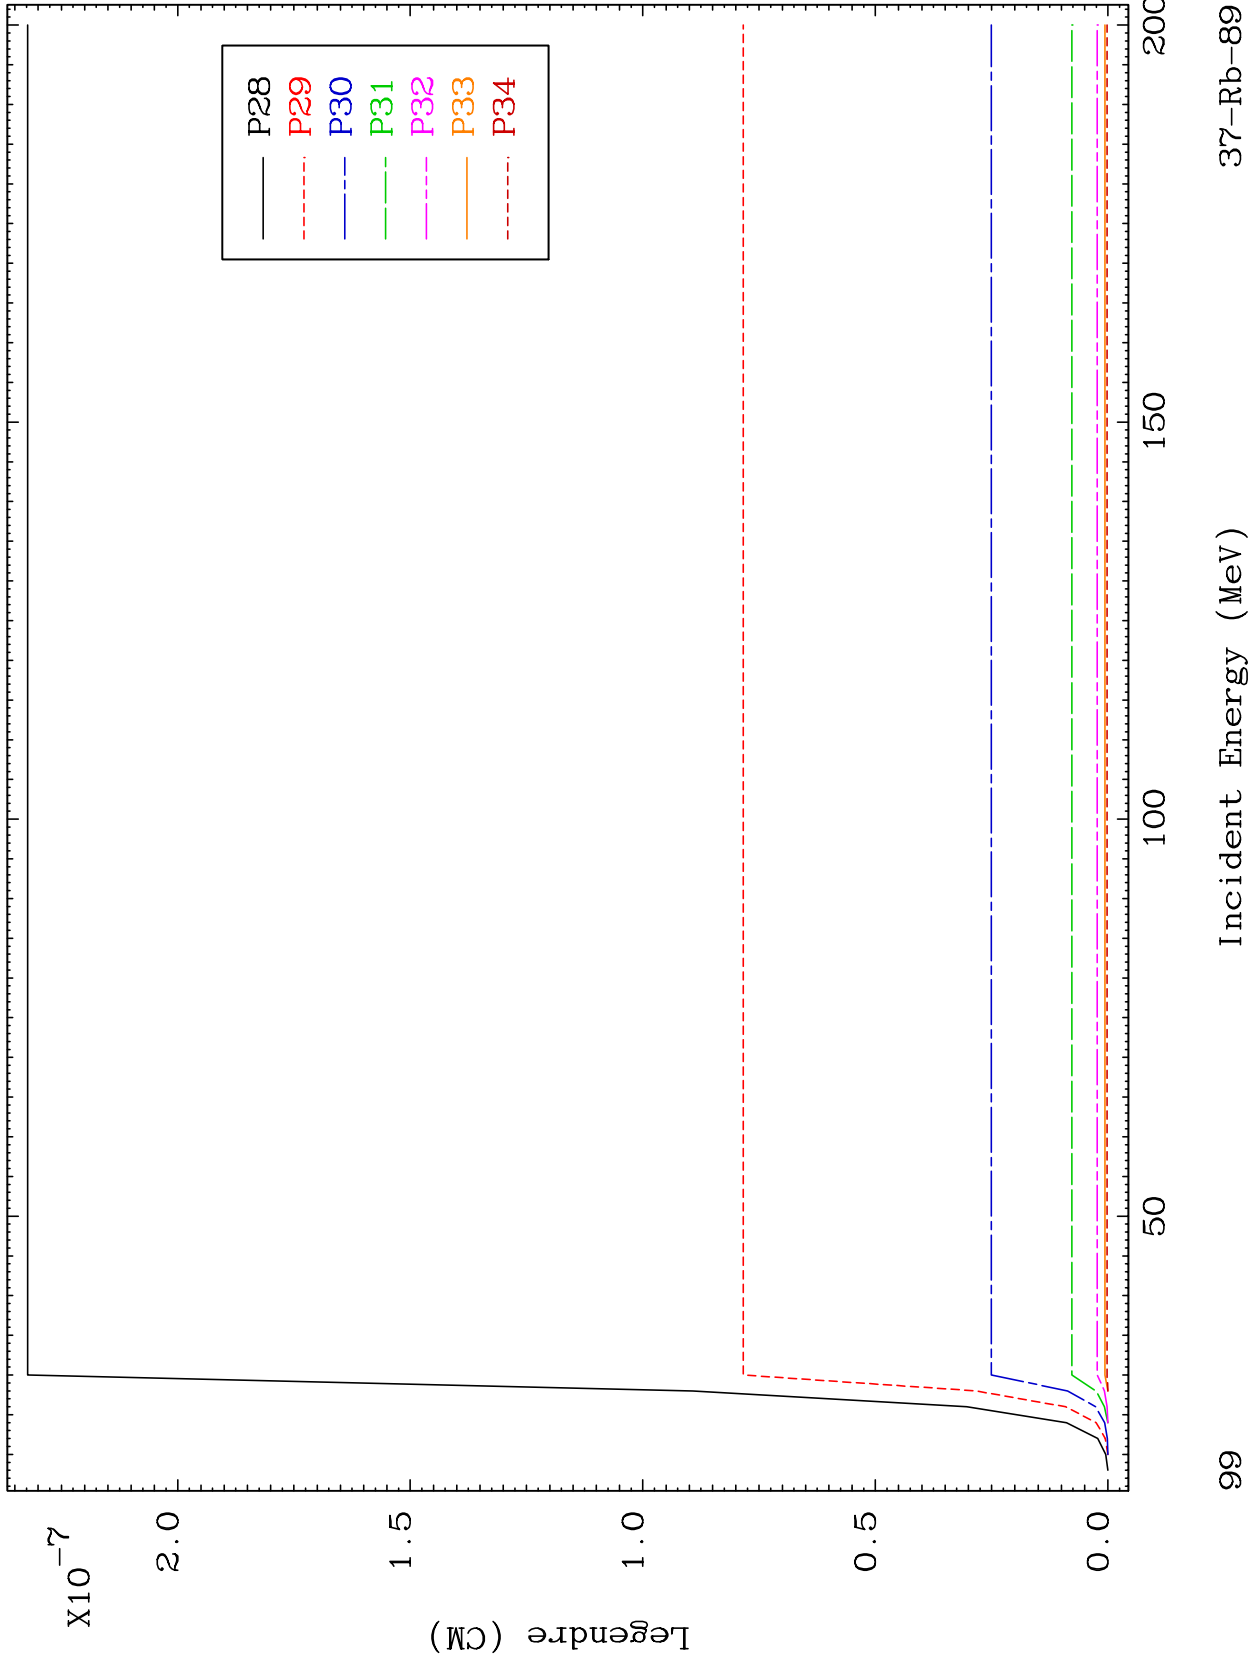 X10-7
2.0
1.5
1.0
0.5
0.0
Legendre (CM)
P28
P29
P30
P31
P32
P33
P34
50
100
150
200
Incident Energy (MeV)
99
37-Rb-89